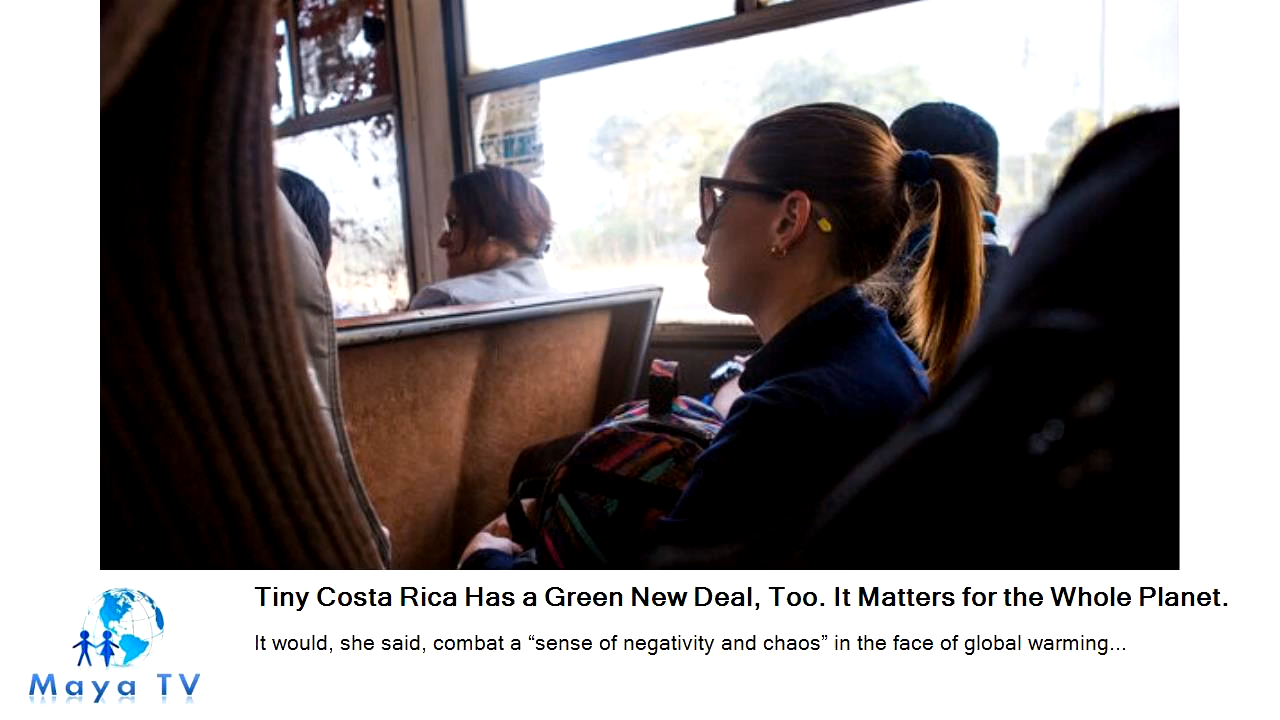 Tiny Costa Rica Has a Green New Deal, Too. It Matters for the Whole Planet.
It would, she said, combat a “sense of negativity and chaos” in the face of global warming...
Maya TV